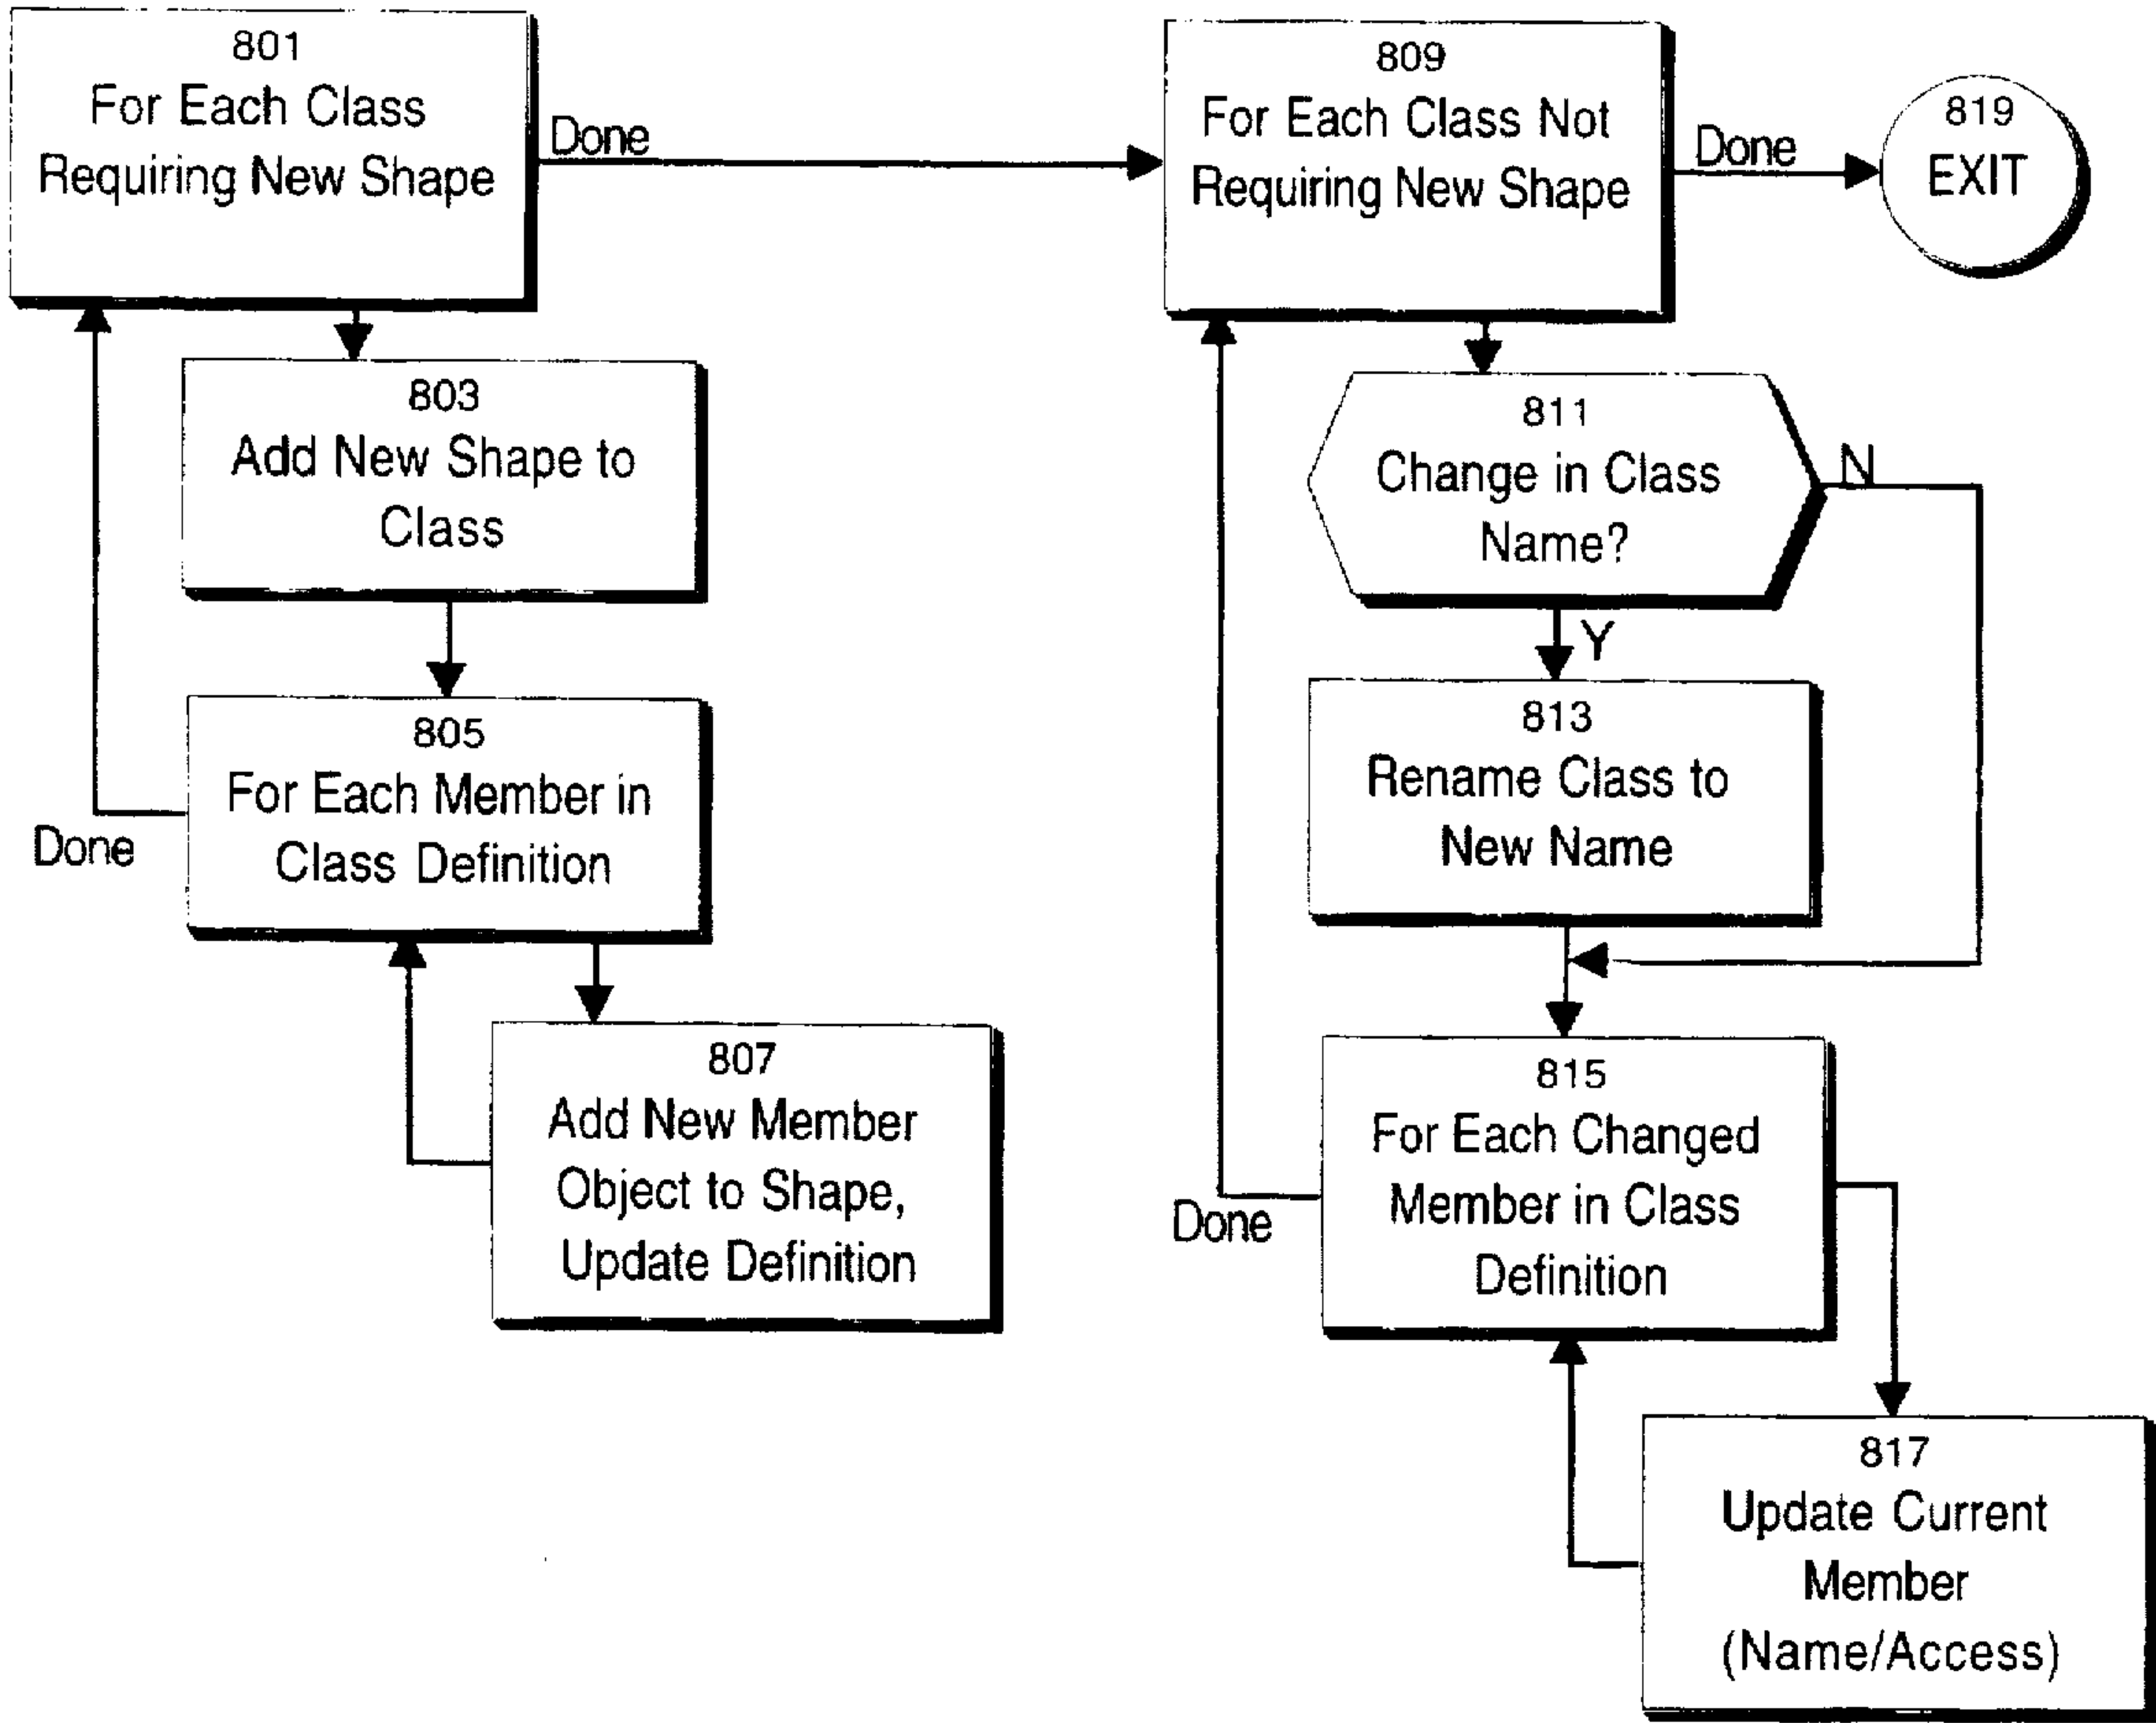 801
For Each Class
Requiring New Shape
Done
803
Add New Shape to
Class
805
For Each Member in
Class Definition
Done
807
Add New Member
Object to Shape,
Update Definition
809
For Each Class Not
Requiring New Shape
Done
819
EXIT
811
Change in Class
Name?
N
Y
813
Rename Class to
New Name
815
For Each Changed
Member in Class
Definition
Done
817
Update Current
Member
(Name/Access)